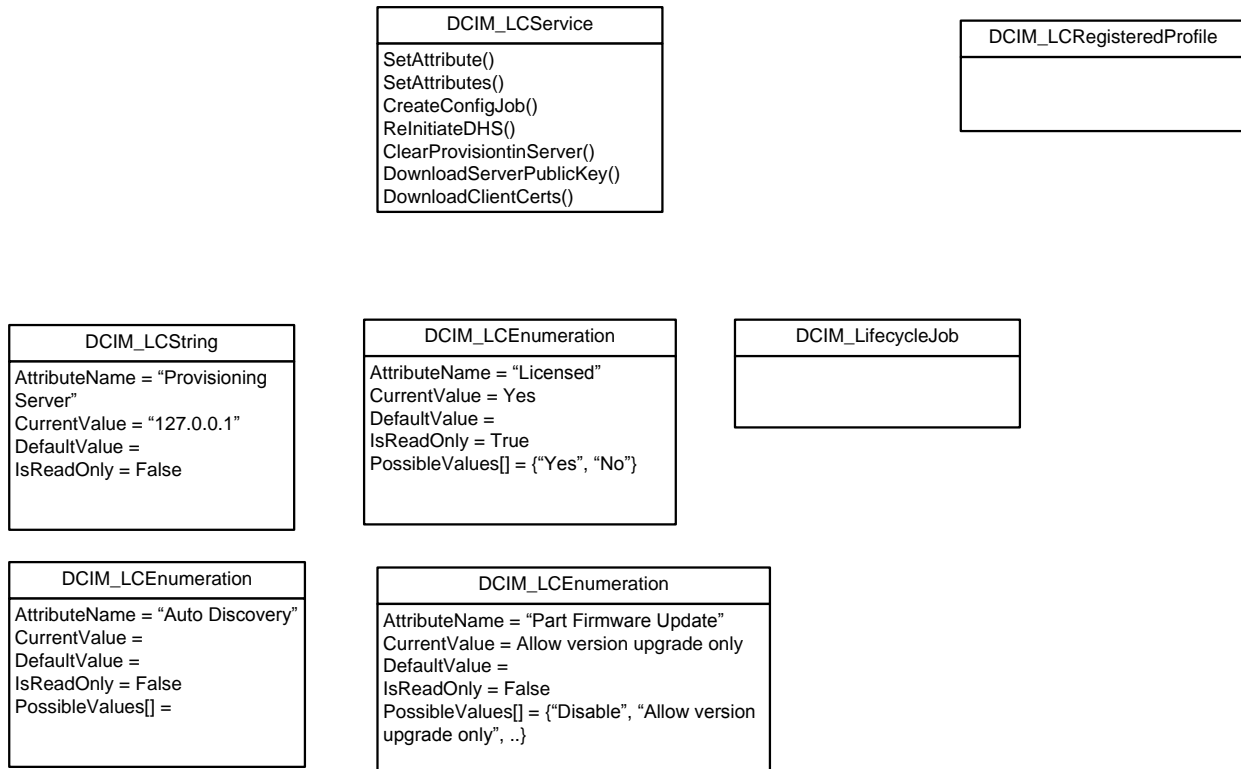 DCIM_LCService
SetAttribute()
SetAttributes()
CreateConfigJob()
ReInitiateDHS()
ClearProvisiontinServer()
DownloadServerPublicKey()
DownloadClientCerts()
DCIM_LCRegisteredProfile
DCIM_LCString
AttributeName = “Provisioning
Server”
CurrentValue = “127.0.0.1”
DefaultValue =
IsReadOnly = False
DCIM_LCEnumeration
AttributeName = “Licensed”
CurrentValue = Yes
DefaultValue =
IsReadOnly = True
PossibleValues[] = {“Yes”, “No”}
DCIM_LifecycleJob
DCIM_LCEnumeration
AttributeName = “Auto Discovery”
CurrentValue =
DefaultValue =
IsReadOnly = False
PossibleValues[] =
DCIM_LCEnumeration
AttributeName = “Part Firmware Update”
CurrentValue = Allow version upgrade only
DefaultValue =
IsReadOnly = False
PossibleValues[] = {“Disable”, “Allow version
upgrade only”, ..}